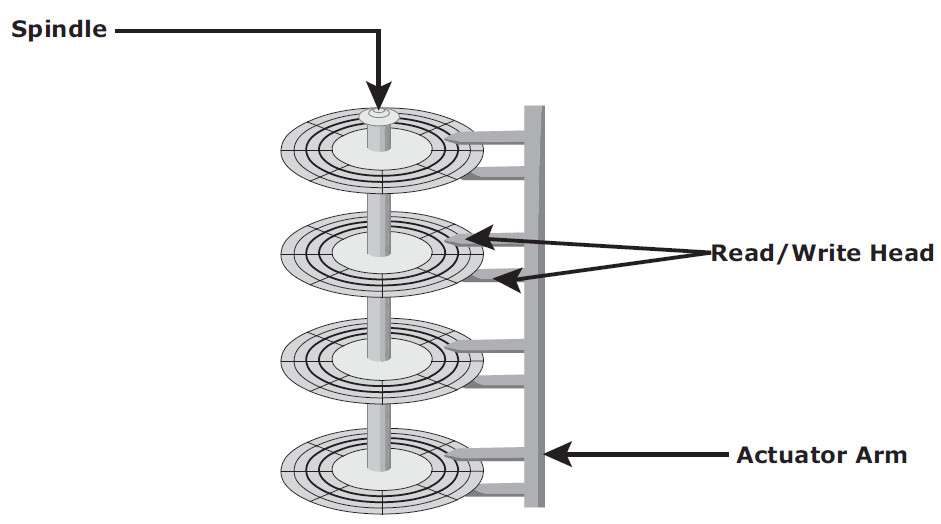 Spindle
Read/Write Head
Actuator Arm